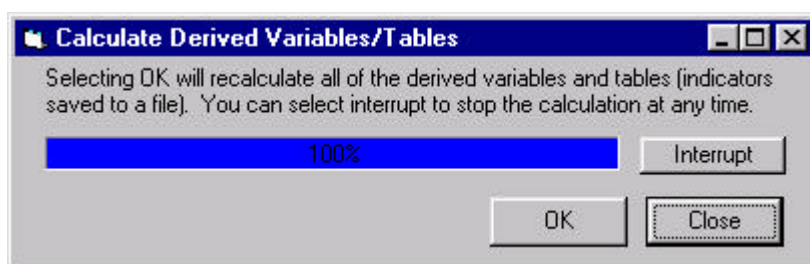 Calculate Derived Variables/Tables
Selecting OK will recalculate all of the derived variables and tables (indicators
saved to a file).  You can select interrupt to stop the calculation at any time.
100%
Interrupt
OK
Close